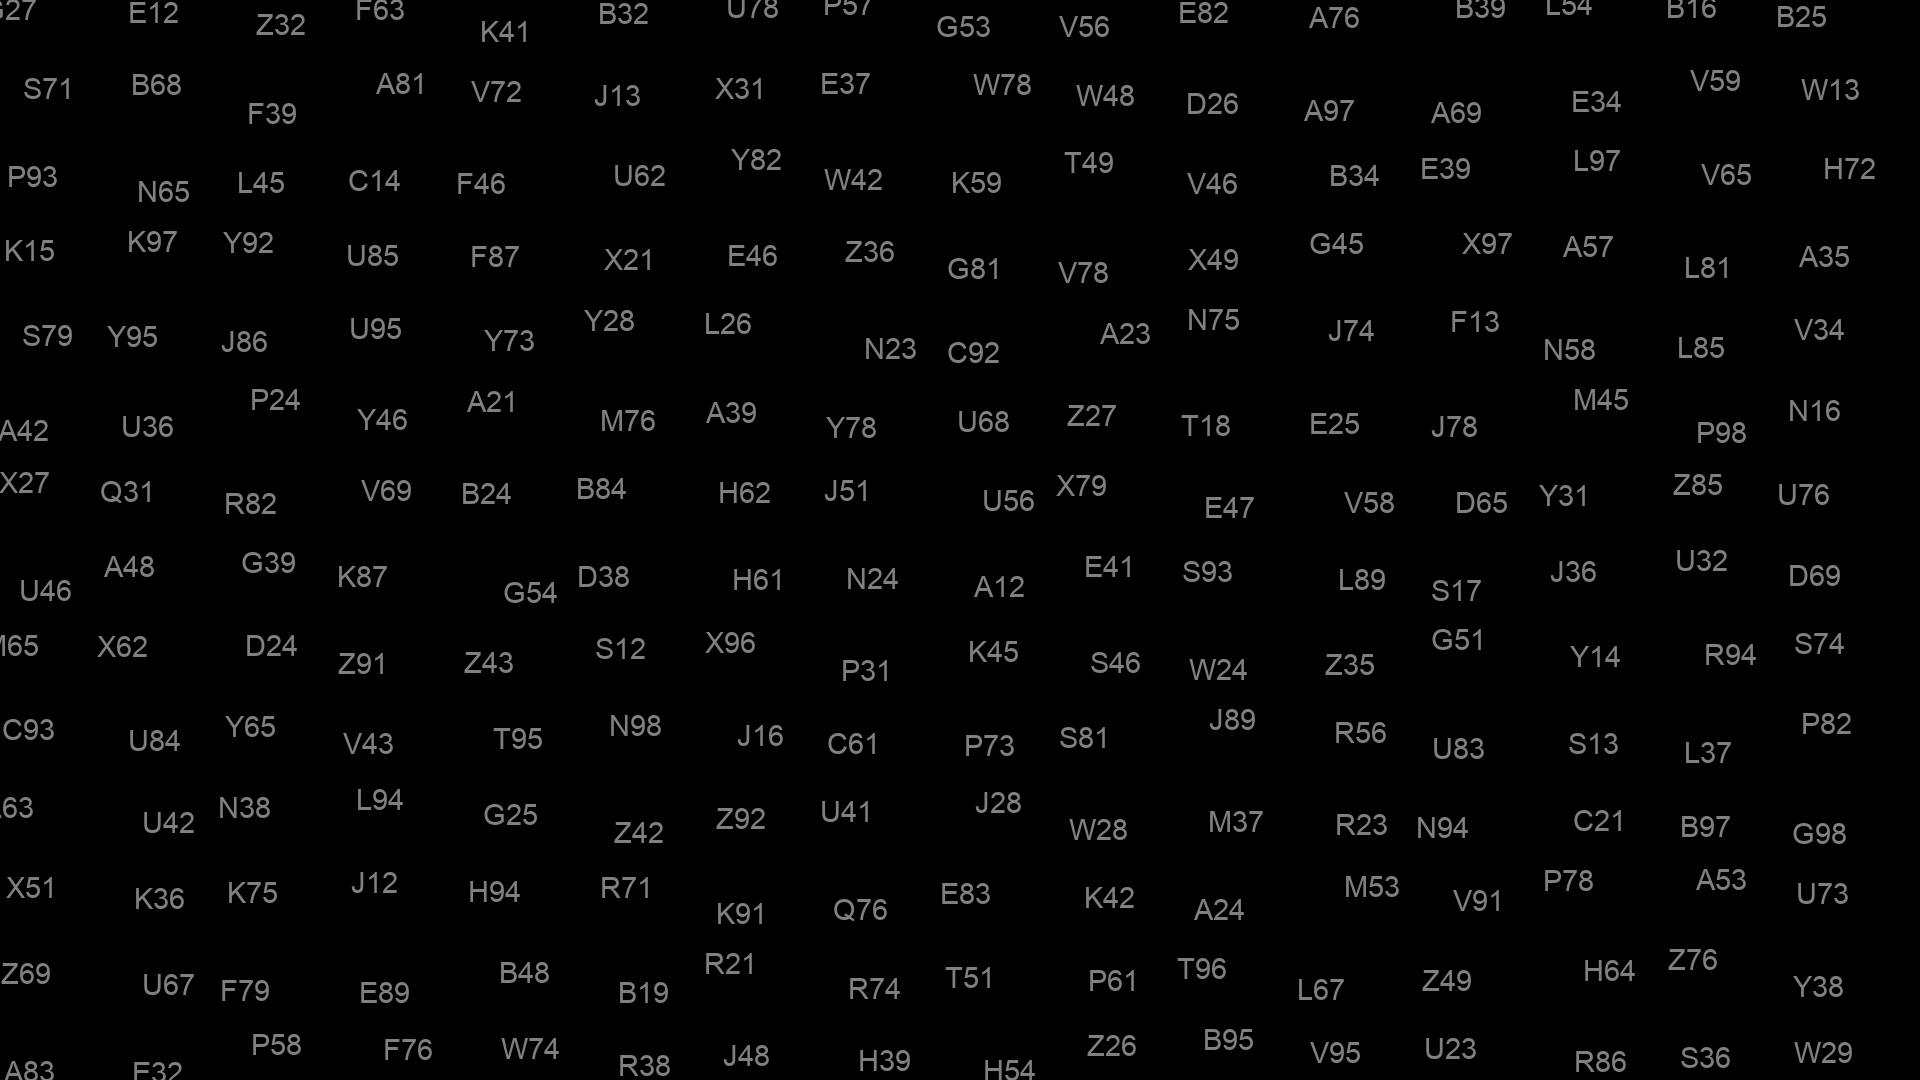 E12 Z32 F63 K41 B32 U78 P57 G53 V56 E82 A76 B39 L54 B16 B25
S71 B68 F39 A81 V72 J13 X31 E37 W78 W48 D26 A97 A69 E34 V59 W13
P93 N65 L45 C14 F46 U62 Y82 W42 K59 T49 V46 B34 E39 L97 V65 H72
K15 K97 Y92 U85 F87 X21 E46 Z36 G81 V78 X49 G45 X97 A57 L81 A35
S79 Y95 J86 U95 Y73 Y28 L26 N23 C92 A23 N75 J74 F13 N58 L85 V34
A42 U36 P24 Y46 A21 M76 A39 Y78 U68 Z27 T18 E25 J78 M45 P98 N16
X27 Q31 R82 V69 B24 B84 H62 J51 U56 X79 E47 V58 D65 Y31 Z85 U76
U46 A48 G39 K87 G54 D38 H61 N24 A12 E41 S93 L89 S17 J36 U32 D69
M65 X62 D24 Z91 Z43 S12 X96 P31 K45 S46 W24 Z35 G51 Y14 R94 S74
C93 U84 Y65 V43 T95 N98 J16 C61 P73 S81 J89 R56 U83 S13 L37 P82
U42 N38 L94 G25 Z42 Z92 U41 J28 W28 M37 R23 N94 C21 B97 G98
X51 K36 K75 J12 H94 R71 K91 Q76 E83 K42 A24 M53 V91 P78 A53 U73
Z69 U67 F79 E89 B48 B19 R21 R74 T51 P61 T96 L67 Z49 H64 Z76 Y38
A83 P58 F76 W74 R38 J48 H39 H54 Z26 B95 V95 U23 R86 S36 W29